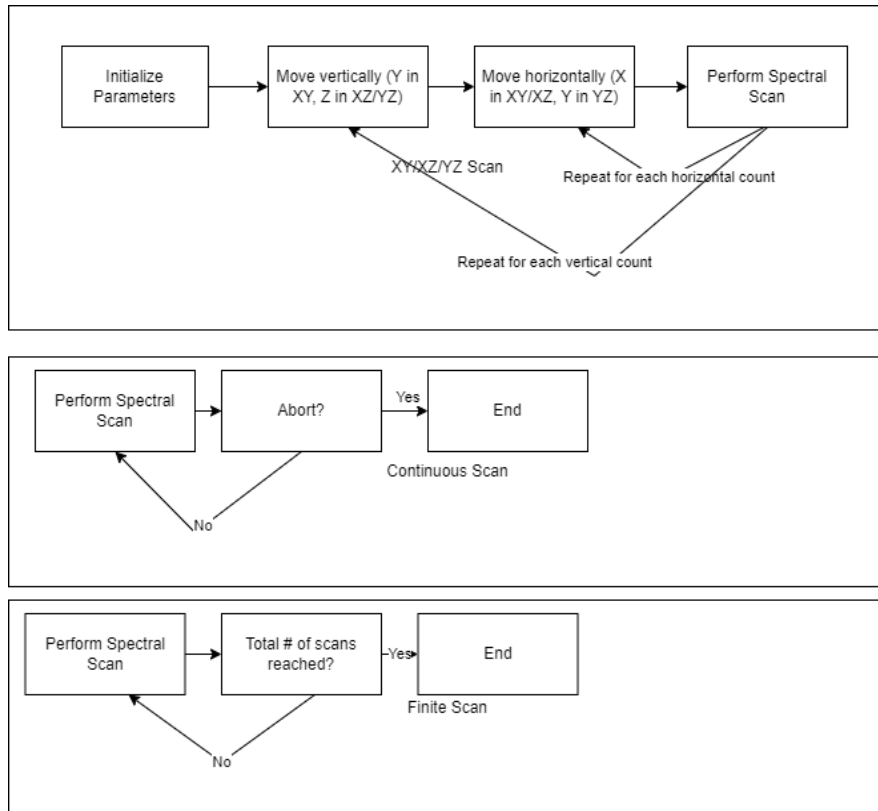 Initialize
Parameters
Move vertically (Y in
XY, Z in XZ/YZ)
Move horizontally (X
in XY/XZ, Y in YZ)
Perform Spectral
Scan
XY/XZ/YZ Scan
Repeat for each horizontal count
Repeat for each vertical count
Perform Spectral
Scan
Abort?
Yes
End
Continuous Scan
No
Perform Spectral
Scan
Total # of scans
reached?
Yes
End
Finite Scan
No